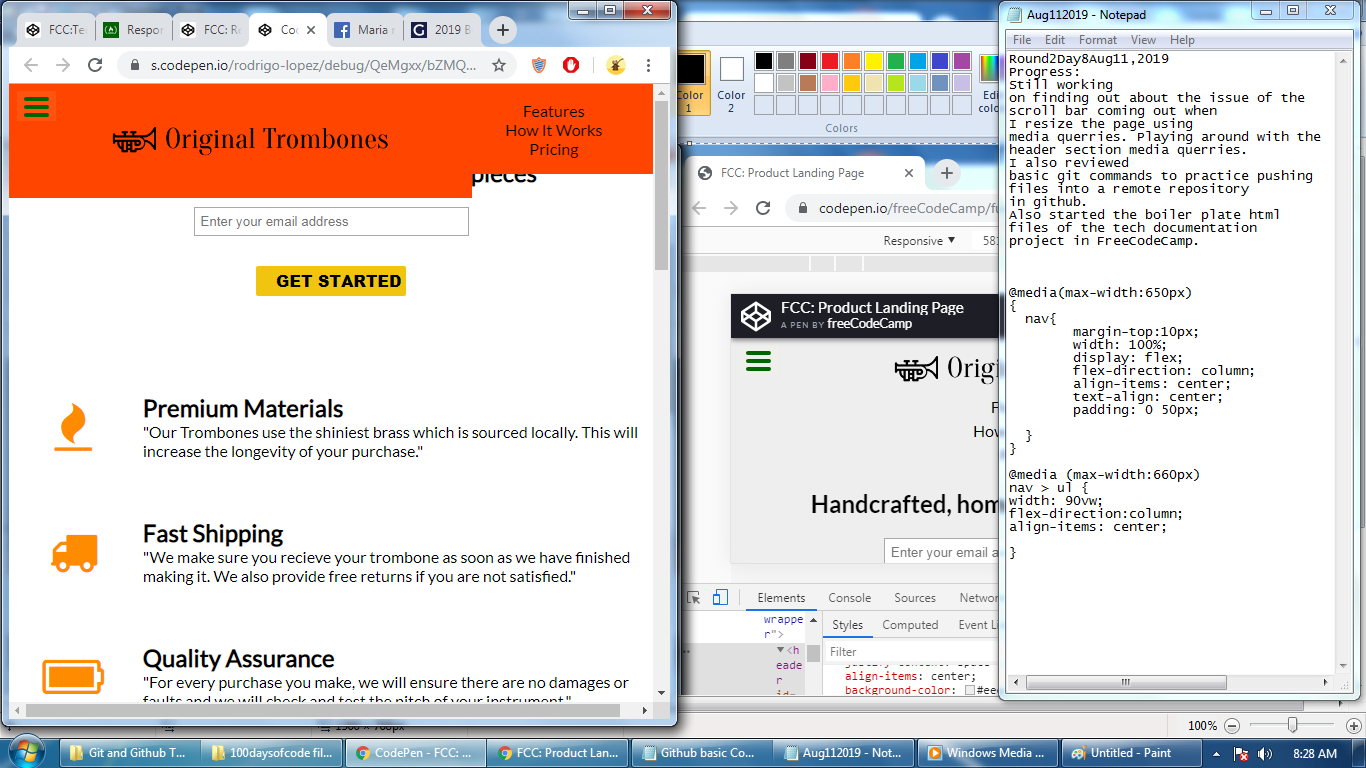 FCC:Te
Respor
FCC: Re
Co
Maria r
2019 B
s.codepen.io/rodrigo-lopez/debug/QeMgxx/bZMQ...
Original Trombones
Features
How It Works
Pricing
pieces
Enter your email address
GET STARTED
Premium Materials
"Our Trombones use the shiniest brass which is sourced locally. This will
increase the longevity of your purchase."
Fast Shipping
"We make sure you recieve your trombone as soon as we have finished
making it. We also provide free returns if you are not satisfied."
Quality Assurance
"For every purchase you make, we will ensure there are no damages or
faults and we will check and test the pitch of your instrument."
Color
1
Color
2
Edi
colo
Colors
FCC: Product Landing Page
codepen.io/freeCodeCamp/fu
Responsive ▼
581
FCC: Product Landing Page
A PEN BY freeCodeCamp
Origi
F
How
Handcrafted, hom
Enter your email a
Elements
Console
Sources
Networ
wrappe
r">
<h
eade
r
id=
Styles
Computed
Event Li
Filter
justify-content: space
align-items: center;
background-color: #eee
Aug112019 - Notepad
File Edit Format View Help
Round2Day8Aug11,2019
Progress:
Still working
on finding out about the issue of the
scroll bar coming out when
I resize the page using
media querries. Playing around with the
header section media querries.
I also reviewed
basic git commands to practice pushing
files into a remote repository
in github.
Also started the boiler plate html
files of the tech documentation
project in FreeCodeCamp.
@media(max-width:650px)
{
nav{
margin-top:10px;
width: 100%;
display: flex;
flex-direction: column;
align-items: center;
text-align: center;
padding: 0 50px;
}
}
@media (max-width:660px)
nav > ul {
width: 90vw;
flex-direction:column;
align-items: center;
}
100%
Git and Github T...
100daysofcode fil...
CodePen - FCC: ...
FCC: Product Lan...
Github basic Co...
Aug112019 - Not...
Windows Media ...
Untitled - Paint
8:28 AM